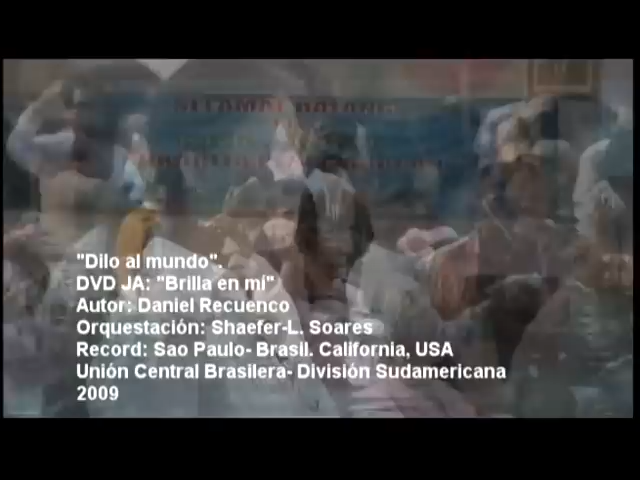 "Dilo al mundo".
DVD JA: "Brilla en mí"
Autor: Daniel Recuenco
Orquestación: Shaefer-L. Soares
Record: Sao Paulo- Brasil. California, USA
Unión Central Brasilera- División Sudamericana
2009